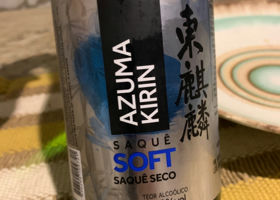 AZUMA
KIRIN
東麒麟
SAQUÊ
SOFT
SAQUÊ SECO
TEOR ALCOÓLICO